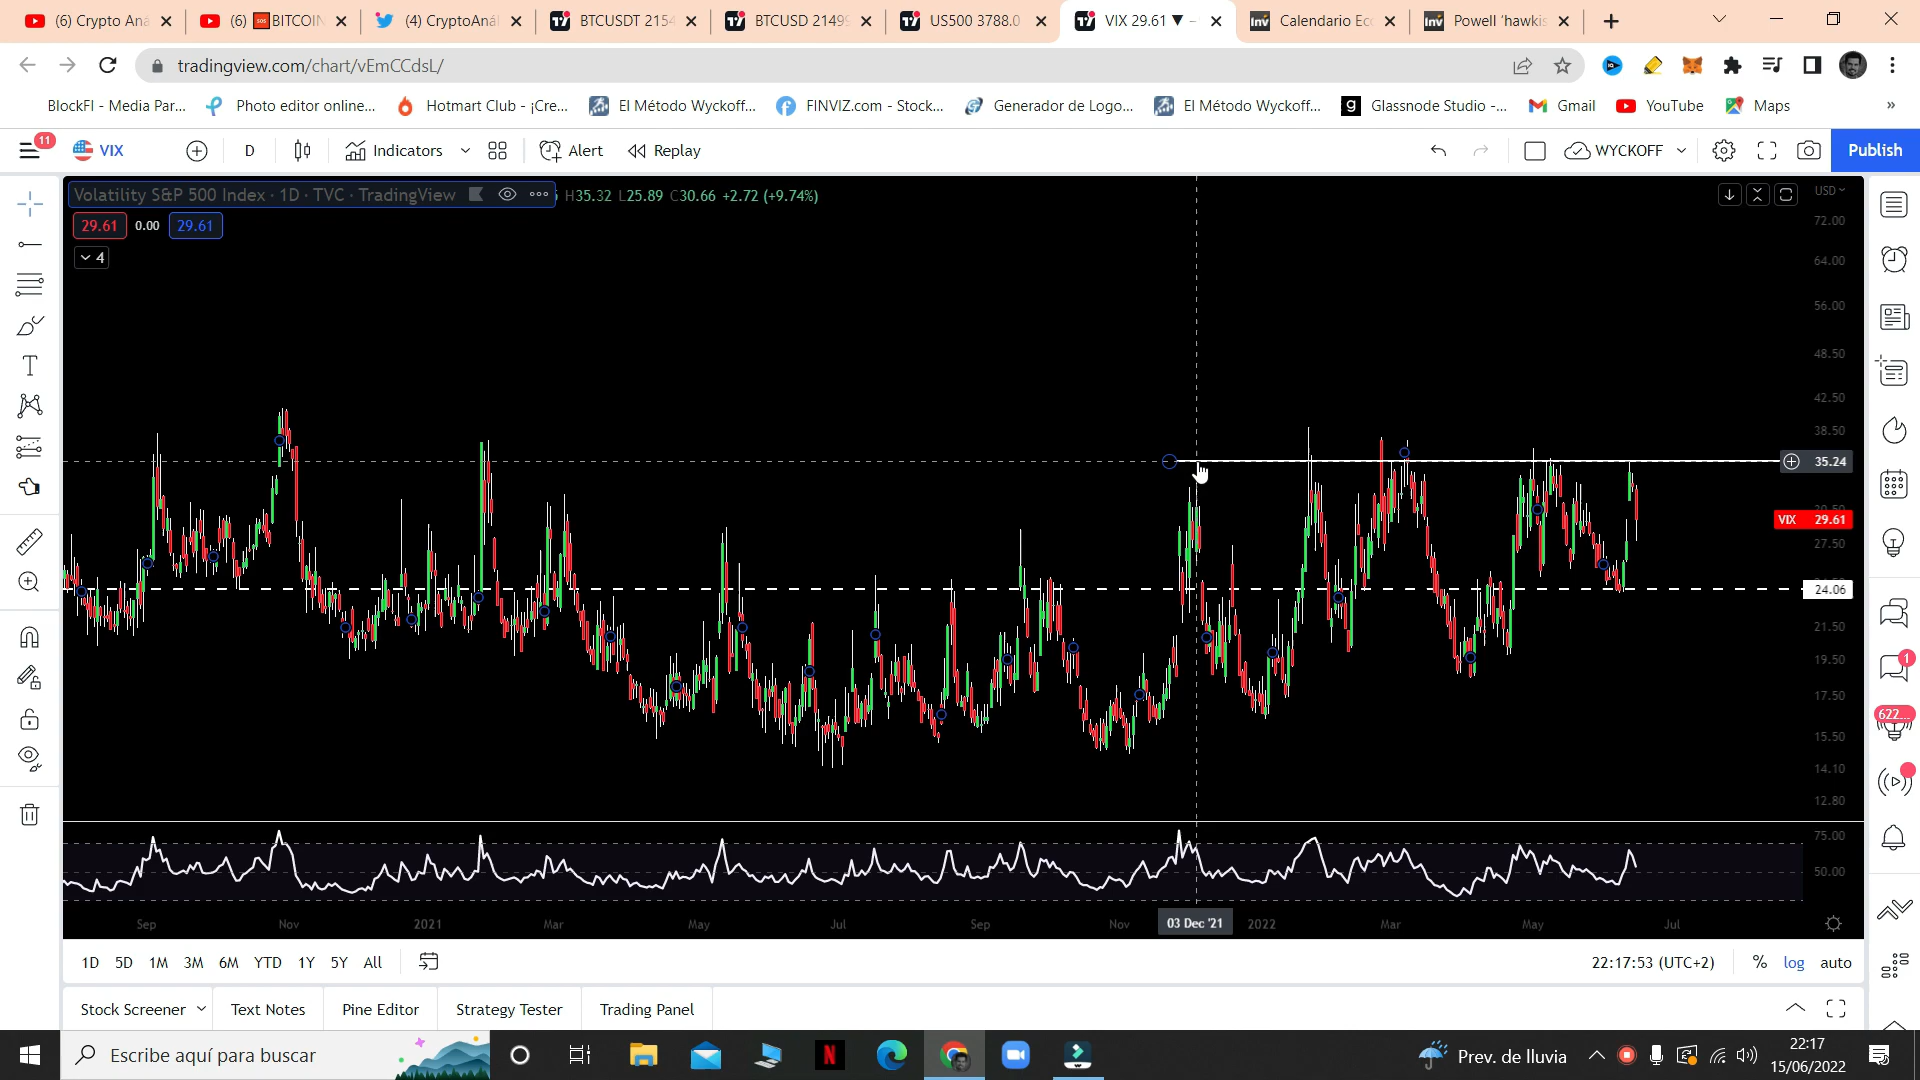 (6) Crypto Aná
(6) SOS BITCOIN
(4) CryptoAnál
BTCUSDT 2154
BTCUSD 21499
US500 3788.0
VIX 29.61 ▼ –
Calendario Ec
Powell 'hawkis
tradingview.com/chart/vEmCCdsL/
BlockFI - Media Par...
Photo editor online...
Hotmart Club - ¡Cre...
El Método Wyckoff...
FINVIZ.com - Stock...
Generador de Logo...
El Método Wyckoff...
Glassnode Studio -...
Gmail
YouTube
Maps
»
11
VIX
D
Indicators
Alert
Replay
WYCKOFF
Publish
Volatility S&P 500 Index · 1D · TVC · TradingView
H35.32 L25.89 C30.66 +2.72 (+9.74%)
USD
29.61 0.00 29.61
4
72.00
64.00
56.00
48.50
42.50
38.50
35.24
VIX 29.61
27.50
24.06
21.50
19.50
17.50
15.50
14.10
12.80
75.00
50.00
1
622...
Sep
Nov
2021
Mar
May
Jul
Sep
Nov
03 Dec '21
2022
Mar
May
Jul
1D 5D 1M 3M 6M YTD 1Y 5Y All
22:17:53 (UTC+2)
% log auto
Stock Screener
Text Notes
Pine Editor
Strategy Tester
Trading Panel
Escribe aquí para buscar
N
Prev. de lluvia
22:17
15/06/2022